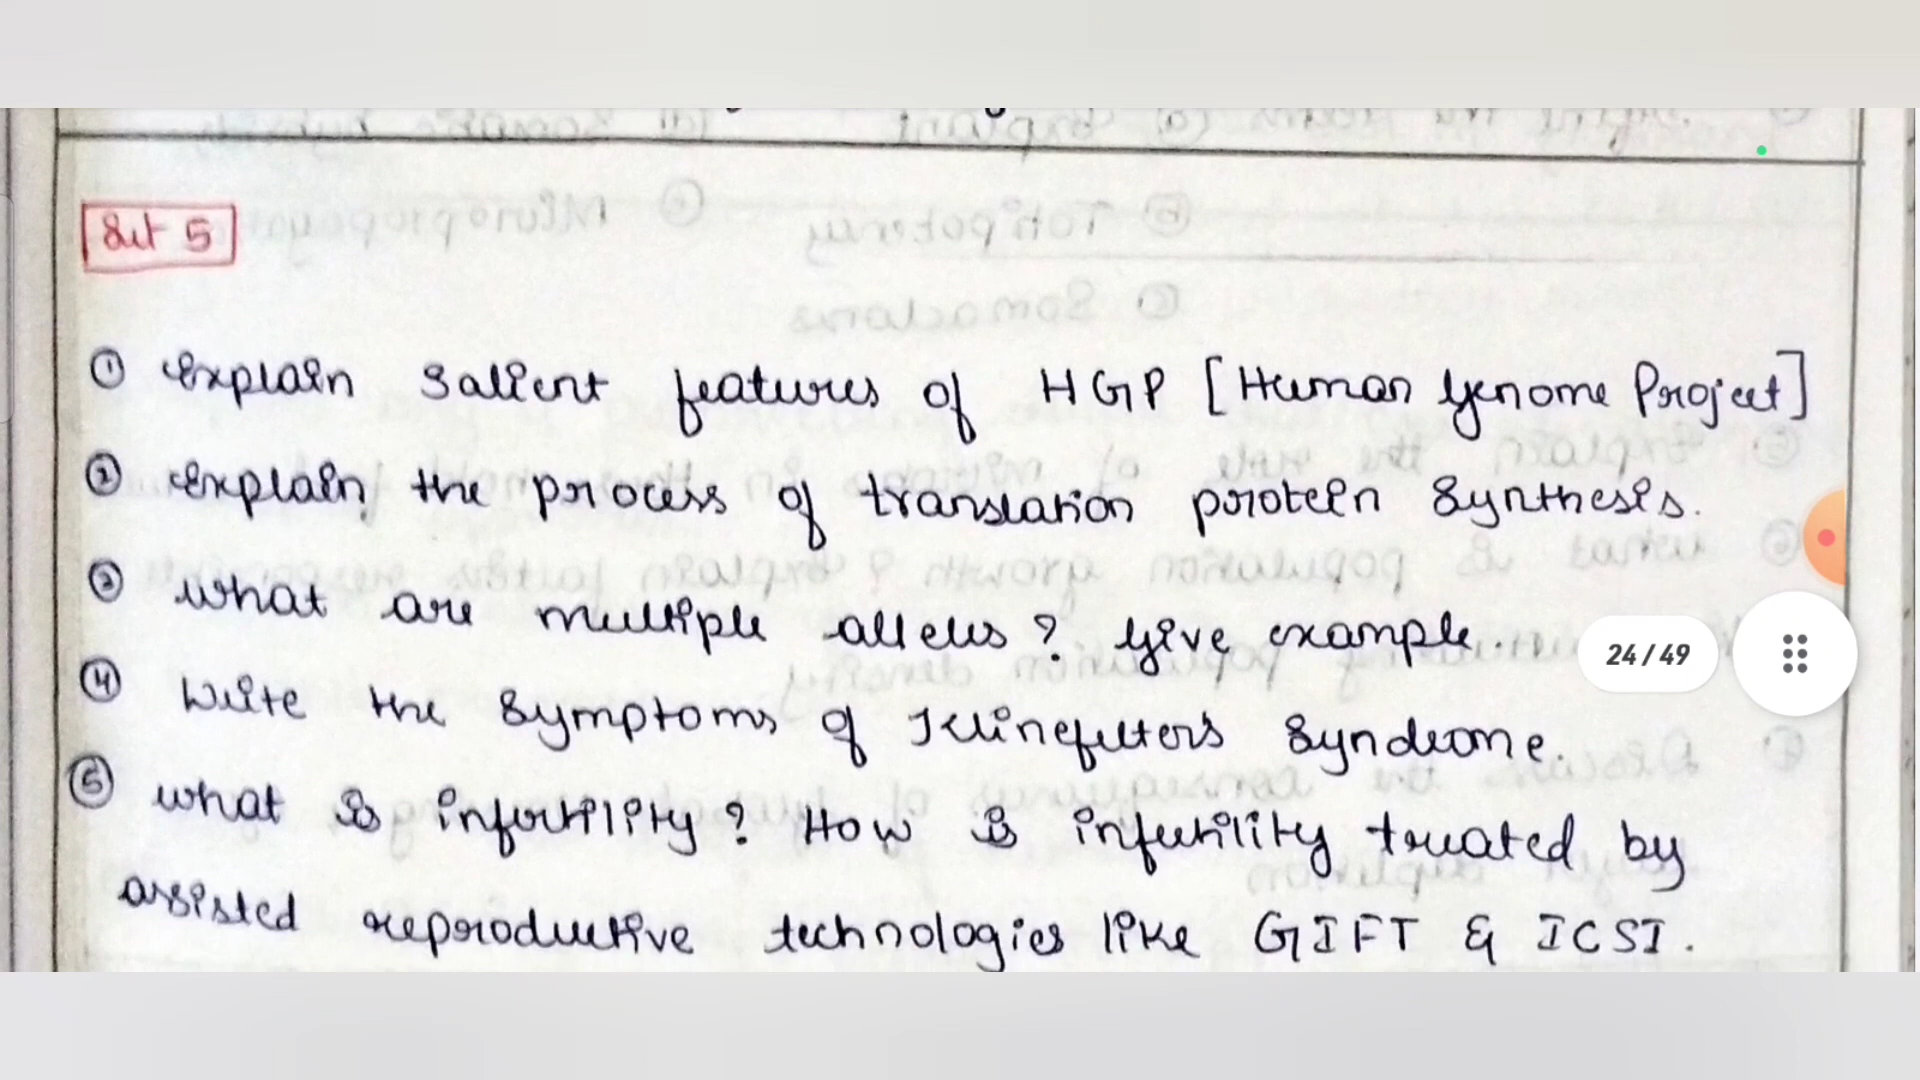 Set 5
① Explain Salient features of HGP [Human Genome Project]
② Explain the process of translation protein Synthesis.
③ what are multiple alleles? Give example.
24/49
④ Write the Symptoms of Klinefelter's Syndrome.
⑤ what is infertility? How is infertility treated by
assisted reproductive technologies like GIFT & ICSI.